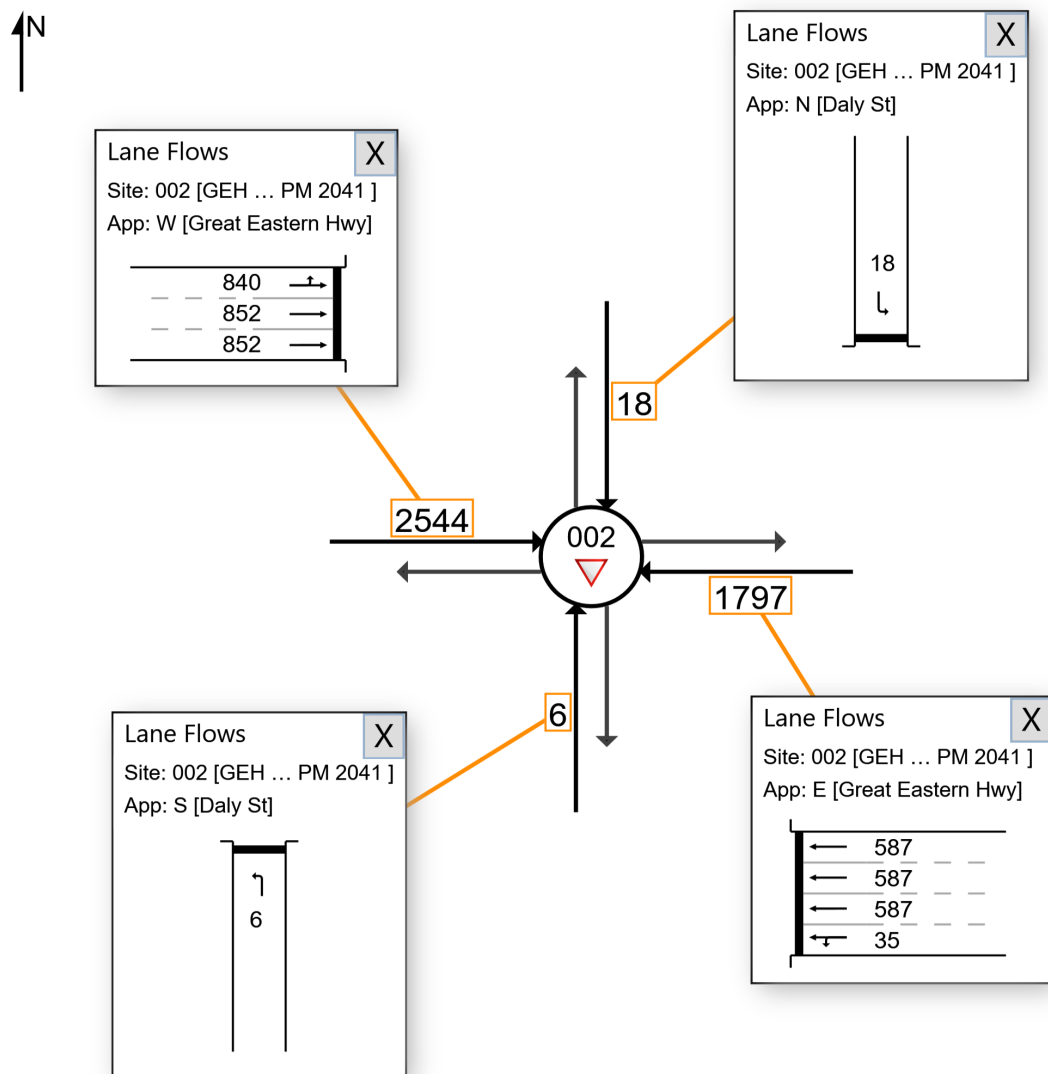 N
Lane Flows
X
Site: 002 [GEH … PM 2041 ]
App: N [Daly St]
18
Lane Flows
X
Site: 002 [GEH … PM 2041 ]
App: W [Great Eastern Hwy]
840
852
852
18
2544
002
1797
6
Lane Flows
X
Site: 002 [GEH … PM 2041 ]
App: S [Daly St]
6
Lane Flows
X
Site: 002 [GEH … PM 2041 ]
App: E [Great Eastern Hwy]
587
587
587
35